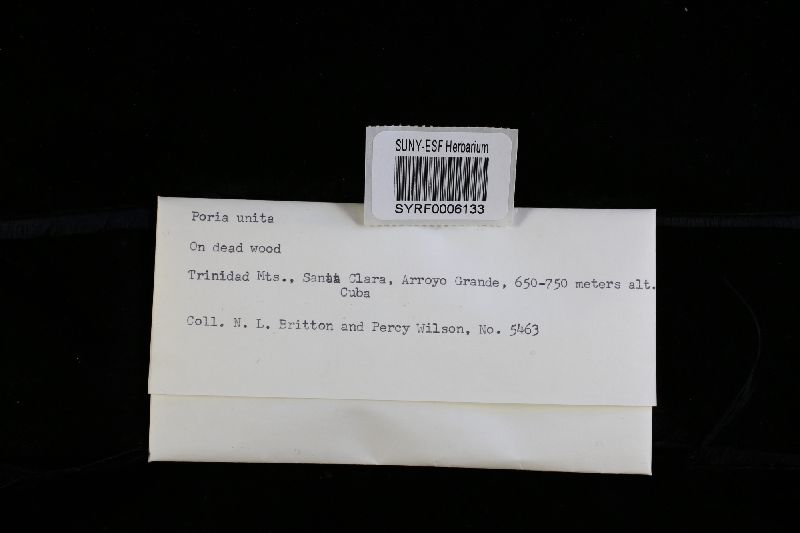 SUNY-ESF Herbarium
SYRF0006133
Poria unita
On dead wood
Trinidad Mts., Santa Clara, Arroyo Grande, 650-750 meters alt.
Cuba
Coll. N. L. Britton and Percy Wilson, No. 5463